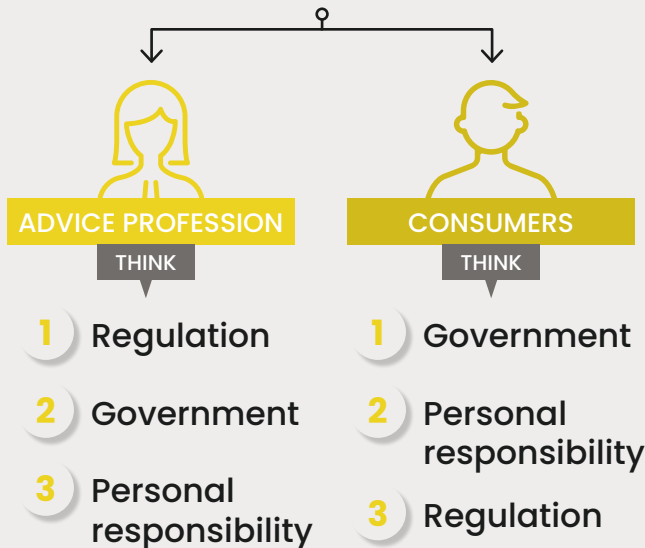 ADVICE PROFESSION
THINK
1 Regulation
2 Government
3 Personal
responsibility
CONSUMERS
THINK
1 Government
2 Personal
responsibility
3 Regulation